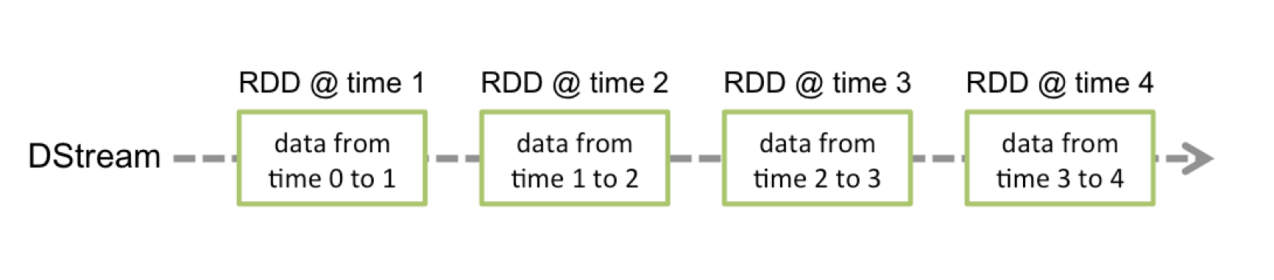 RDD @ time 1
RDD @ time 2
RDD @ time 3
RDD @ time 4
DStream
data from
time 0 to 1
data from
time 1 to 2
data from
time 2 to 3
data from
time 3 to 4